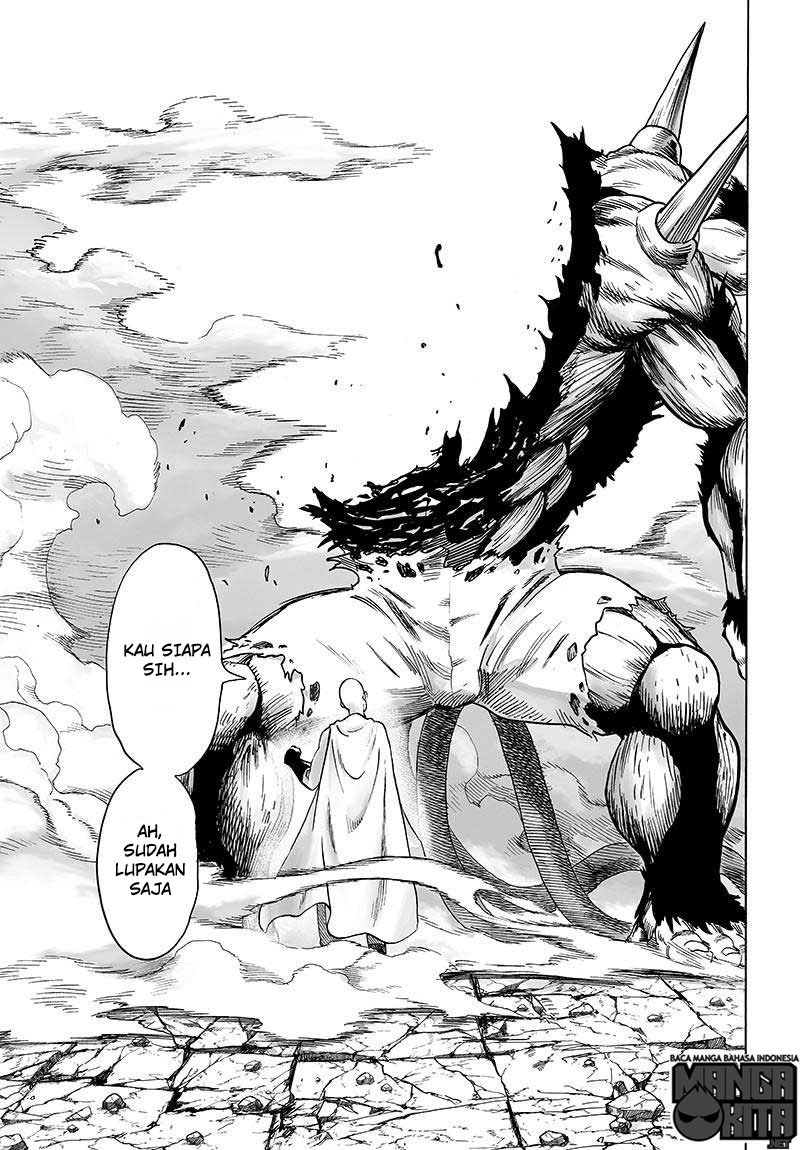 KAU SIAPA
SIH...
AH,
SUDAH
LUPAKAN
SAJA
BACA MANGA BAHASA INDONESIA
MANGA
KITA
.NET